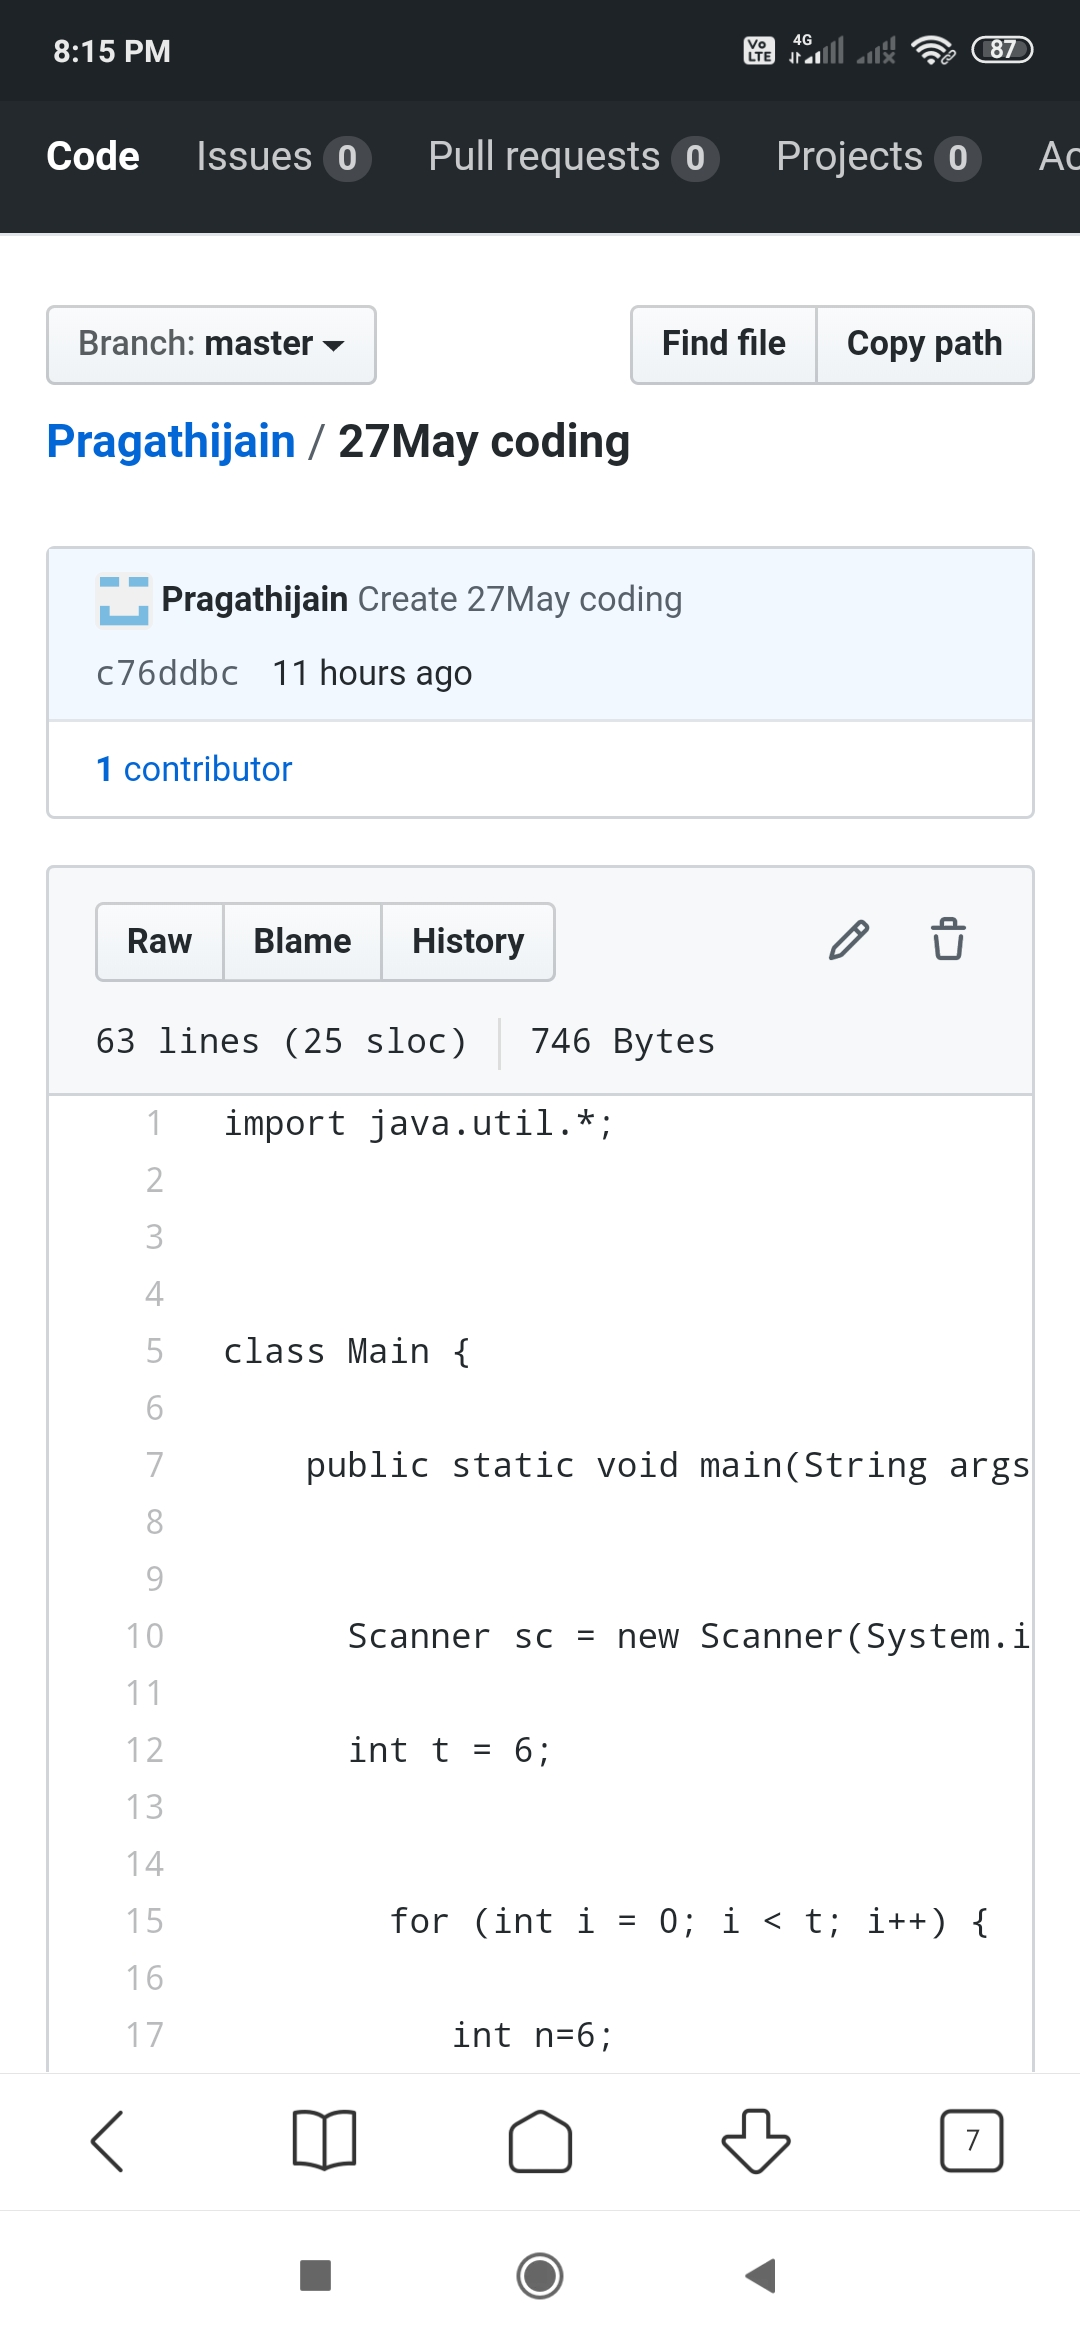 8:15 PM
Vo LTE 4G 87
Code Issues 0 Pull requests 0 Projects 0 Ac
Branch: master Find file Copy path
Pragathijain / 27May coding
Pragathijain Create 27May coding
c76ddbc 11 hours ago
1 contributor
Raw Blame History
63 lines (25 sloc) 746 Bytes
1 import java.util.*;
2
3
4
5 class Main {
6
7 public static void main(String args
8
9
10 Scanner sc = new Scanner(System.i
11
12 int t = 6;
13
14
15 for (int i = 0; i < t; i++) {
16
17 int n=6;
7